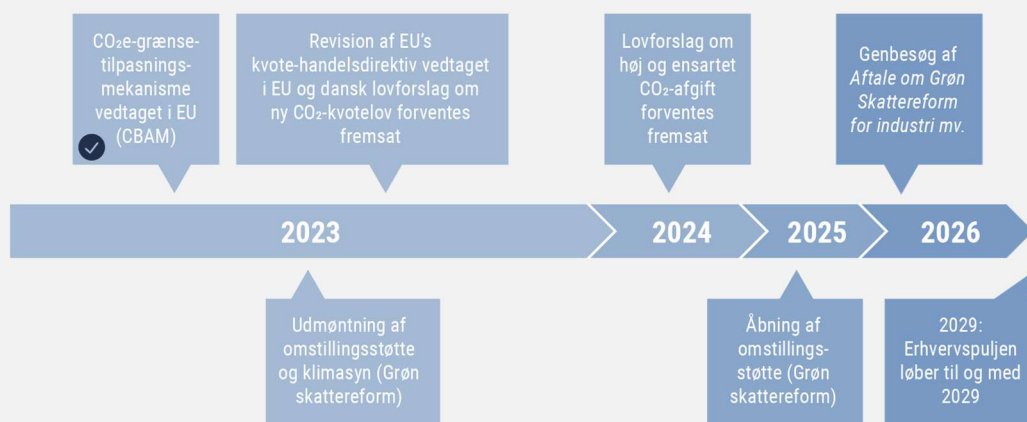 CO₂e-grænse-
tilpasnings-
mekanisme
vedtaget i EU
(CBAM)
Revision af EU's
kvote-handelsdirektiv vedtaget
i EU og dansk lovforslag om
ny CO₂-kvotelov forventes
fremsat
Lovforslag om
høj og ensartet
CO₂-afgift
forventes
fremsat
Genbesøg af
Aftale om Grøn
Skattereform
for industri mv.
2023
2024
2025
2026
Udmøntning af
omstillingsstøtte
og klimasyn (Grøn
skattereform)
Åbning af
omstillings-
støtte (Grøn
skattereform)
2029:
Erhvervspuljen
løber til og med
2029